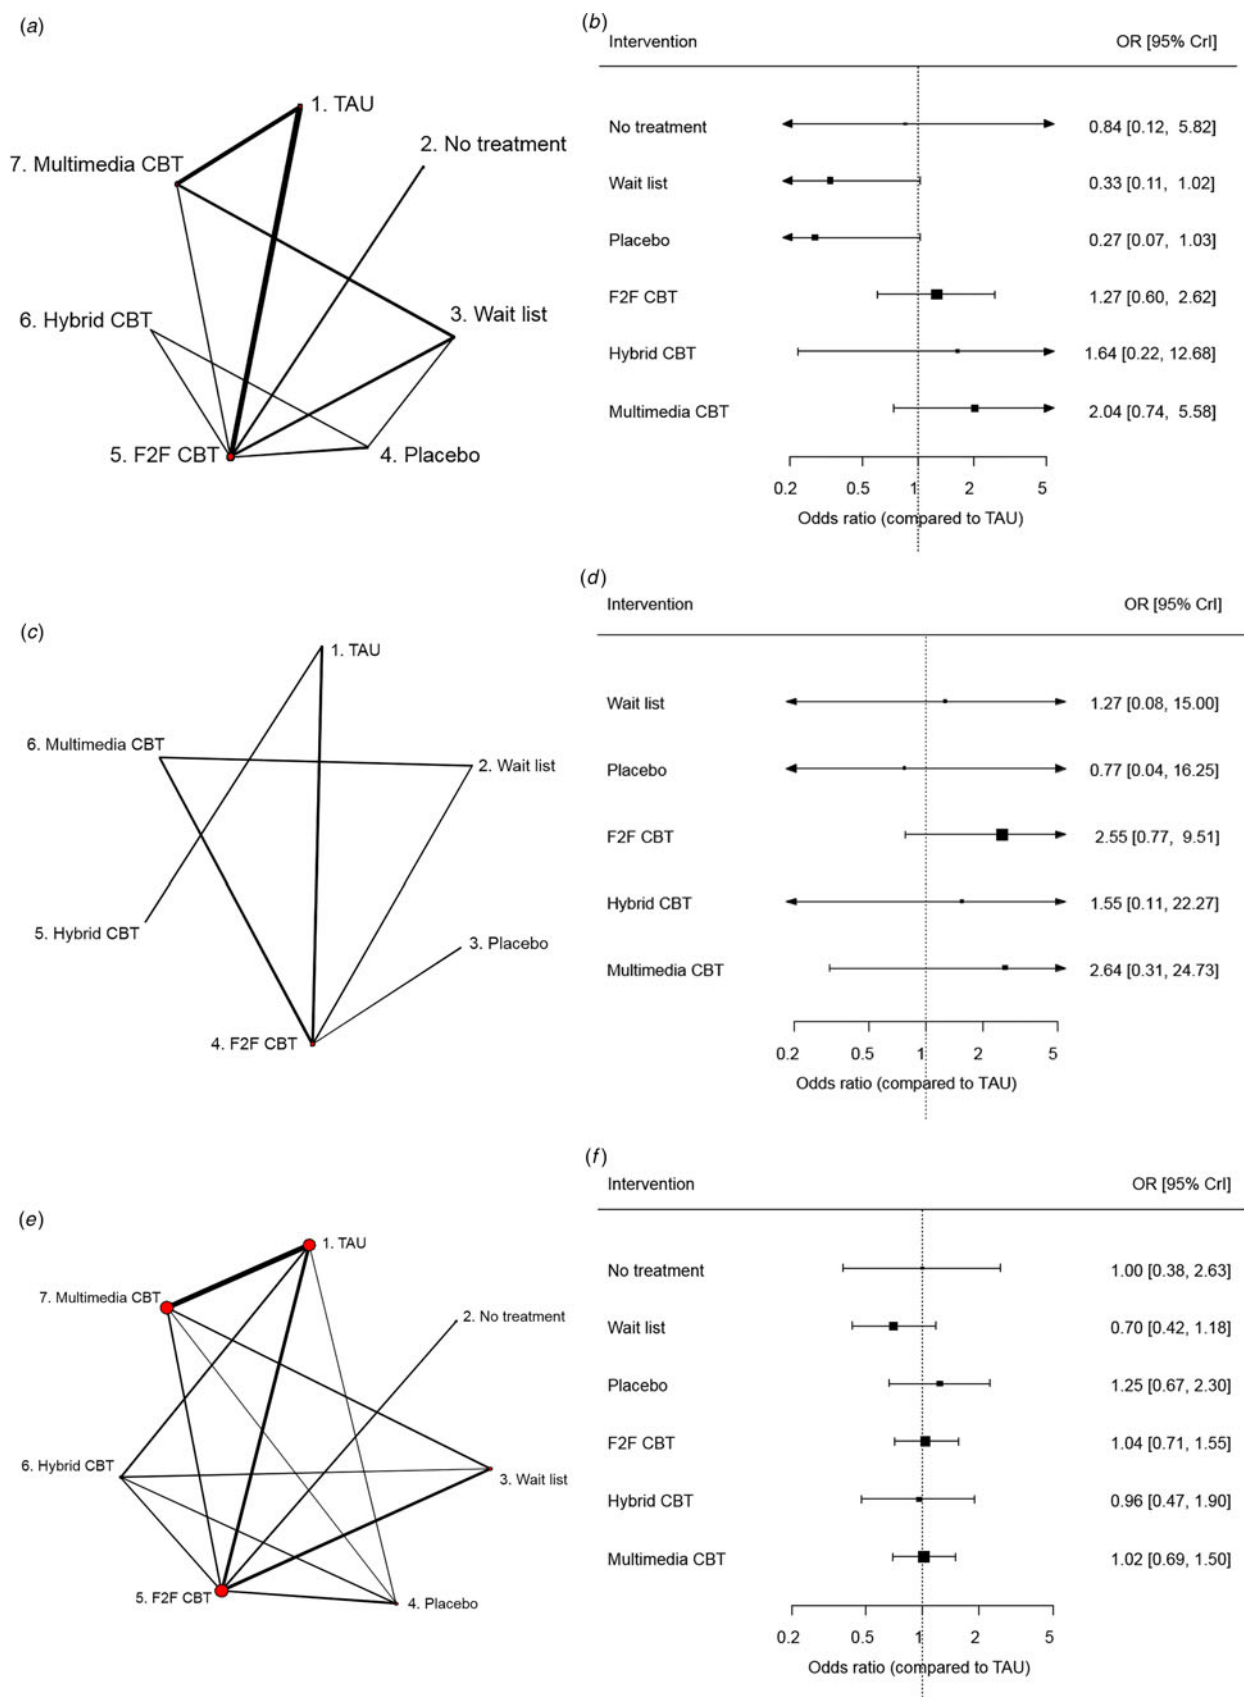 (a)
1. TAU
2. No treatment
7. Multimedia CBT
3. Wait list
6. Hybrid CBT
5. F2F CBT
4. Placebo
(b)
Intervention OR [95% Crl]
No treatment 0.84 [0.12, 5.82]
Wait list 0.33 [0.11, 1.02]
Placebo 0.27 [0.07, 1.03]
F2F CBT 1.27 [0.60, 2.62]
Hybrid CBT 1.64 [0.22, 12.68]
Multimedia CBT 2.04 [0.74, 5.58]
0.2 0.5 1 2 5
Odds ratio (compared to TAU)
(c)
1. TAU
6. Multimedia CBT
2. Wait list
5. Hybrid CBT
3. Placebo
4. F2F CBT
(d)
Intervention OR [95% Crl]
Wait list 1.27 [0.08, 15.00]
Placebo 0.77 [0.04, 16.25]
F2F CBT 2.55 [0.77, 9.51]
Hybrid CBT 1.55 [0.11, 22.27]
Multimedia CBT 2.64 [0.31, 24.73]
0.2 0.5 1 2 5
Odds ratio (compared to TAU)
(e)
1. TAU
7. Multimedia CBT
2. No treatment
6. Hybrid CBT
3. Wait list
5. F2F CBT
4. Placebo
(f)
Intervention OR [95% Crl]
No treatment 1.00 [0.38, 2.63]
Wait list 0.70 [0.42, 1.18]
Placebo 1.25 [0.67, 2.30]
F2F CBT 1.04 [0.71, 1.55]
Hybrid CBT 0.96 [0.47, 1.90]
Multimedia CBT 1.02 [0.69, 1.50]
0.2 0.5 1 2 5
Odds ratio (compared to TAU)